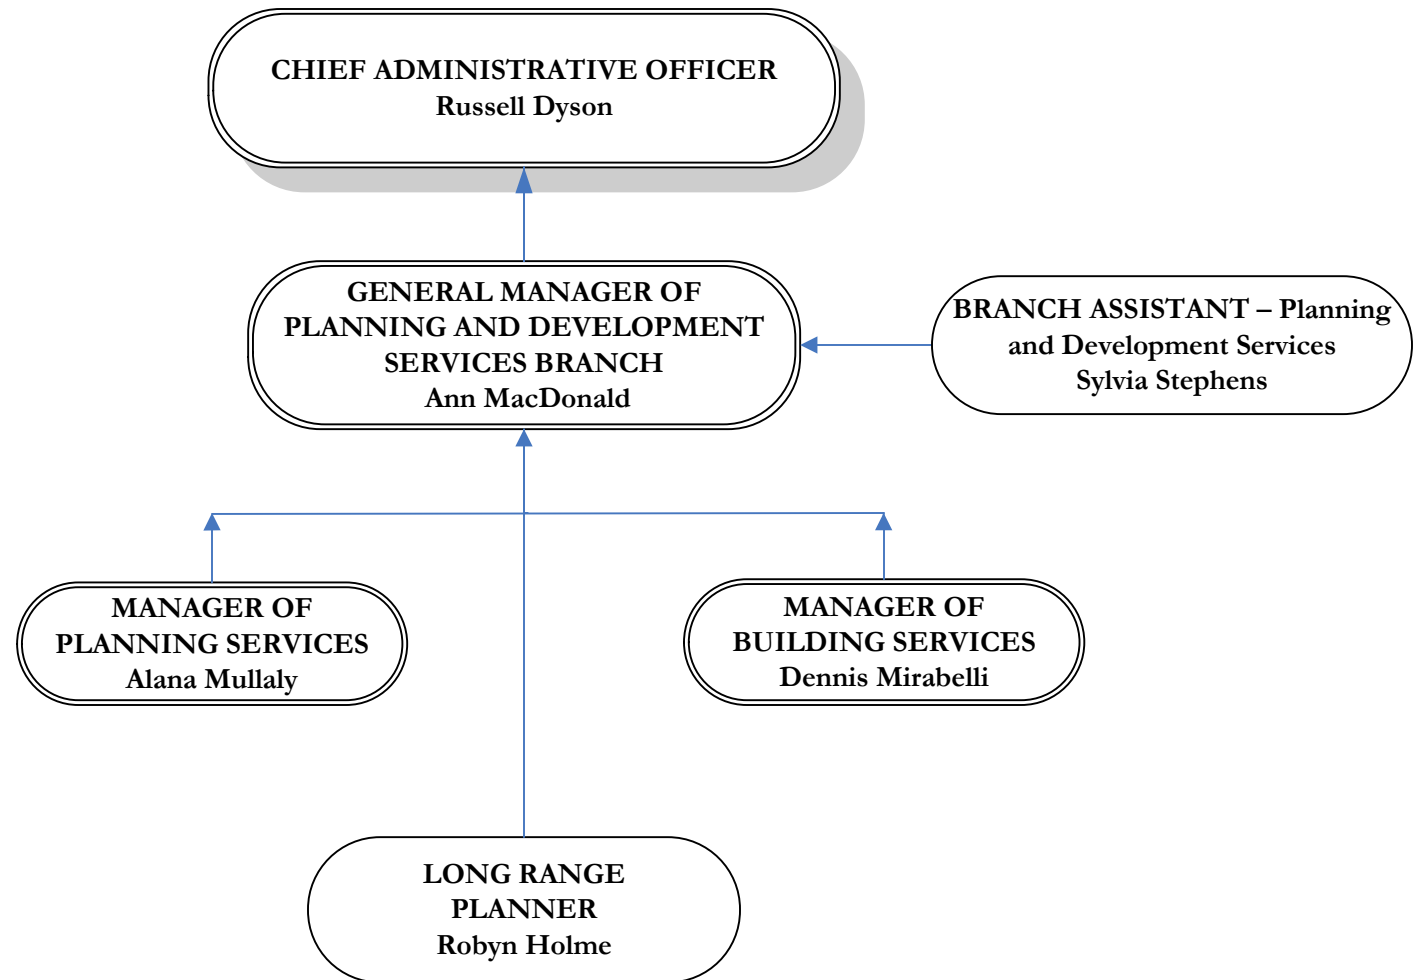 CHIEF ADMINISTRATIVE OFFICER
Russell Dyson
GENERAL MANAGER OF
PLANNING AND DEVELOPMENT
SERVICES BRANCH
Ann MacDonald
BRANCH ASSISTANT – Planning
and Development Services
Sylvia Stephens
MANAGER OF
PLANNING SERVICES
Alana Mullaly
MANAGER OF
BUILDING SERVICES
Dennis Mirabelli
LONG RANGE
PLANNER
Robyn Holme